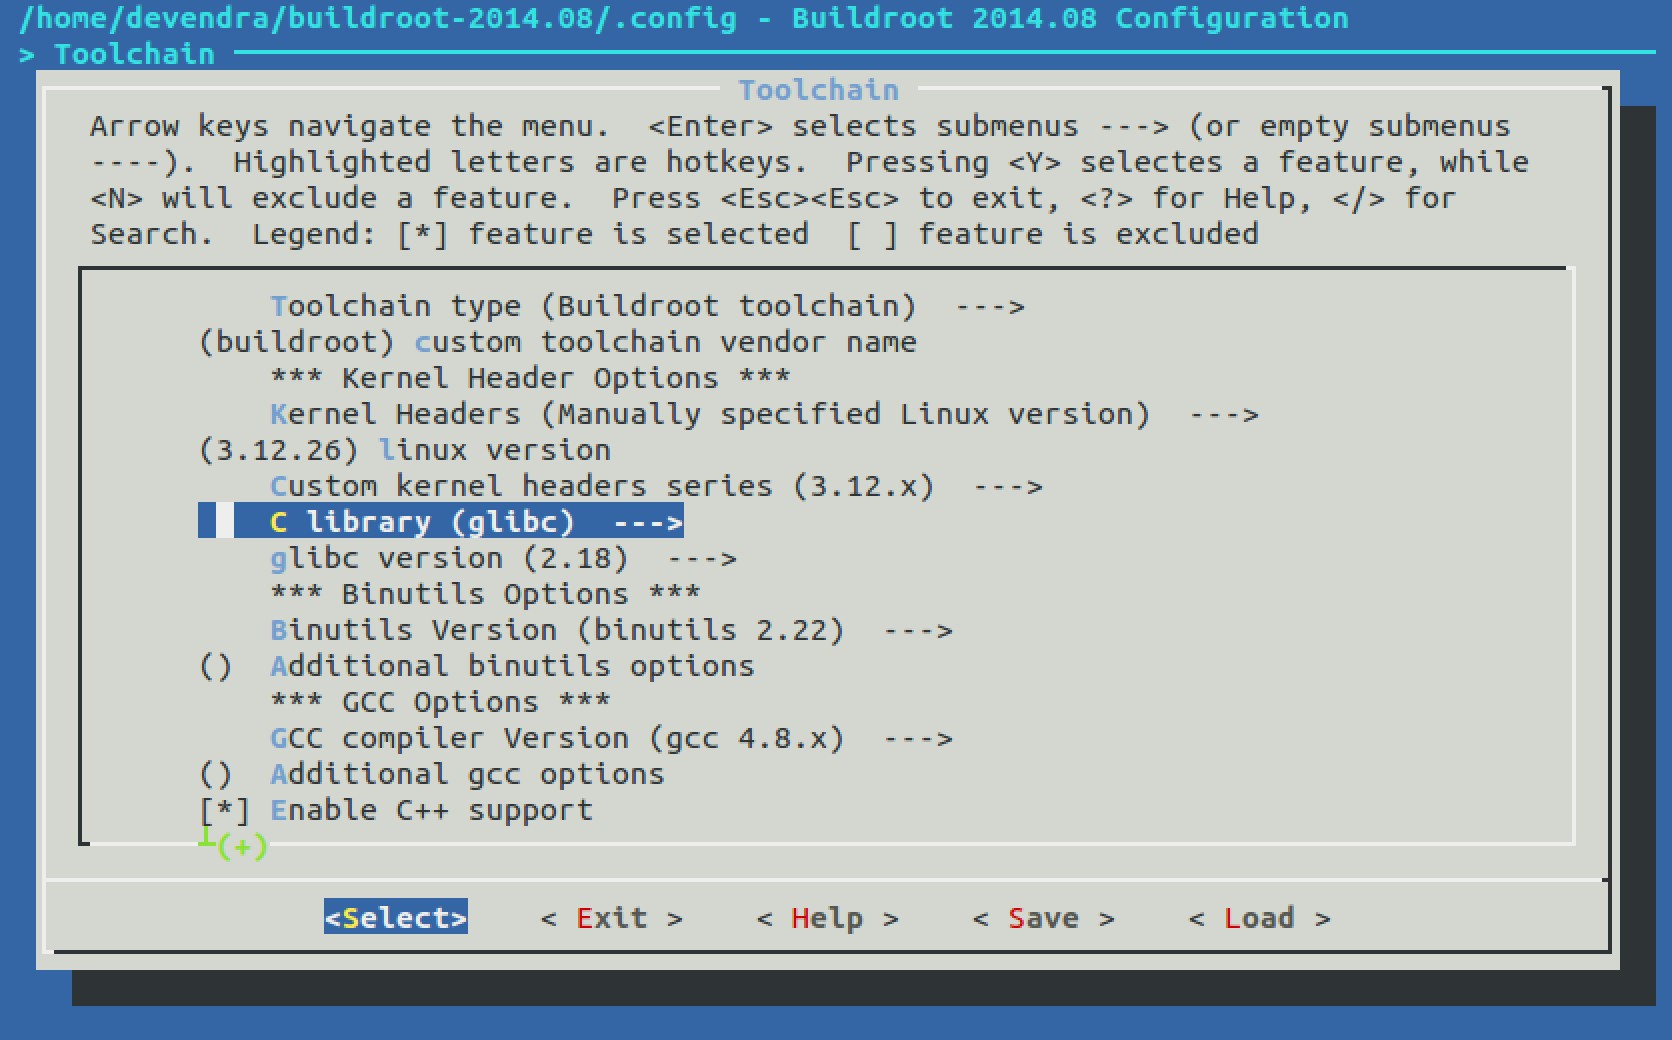 /home/devendra/buildroot-2014.08/.config - Buildroot 2014.08 Configuration
> Toolchain
Toolchain
Arrow keys navigate the menu.  <Enter> selects submenus ---> (or empty submenus
----).  Highlighted letters are hotkeys.  Pressing <Y> selectes a feature, while
<N> will exclude a feature.  Press <Esc><Esc> to exit, <?> for Help, </> for
Search.  Legend: [*] feature is selected  [ ] feature is excluded
Toolchain type (Buildroot toolchain)  --->
(buildroot) custom toolchain vendor name
*** Kernel Header Options ***
Kernel Headers (Manually specified Linux version)  --->
(3.12.26) linux version
Custom kernel headers series (3.12.x)  --->
C library (glibc)  --->
glibc version (2.18)  --->
*** Binutils Options ***
Binutils Version (binutils 2.22)  --->
()  Additional binutils options
*** GCC Options ***
GCC compiler Version (gcc 4.8.x)  --->
()  Additional gcc options
[*] Enable C++ support
┴(+)
<Select>    < Exit >    < Help >    < Save >    < Load >